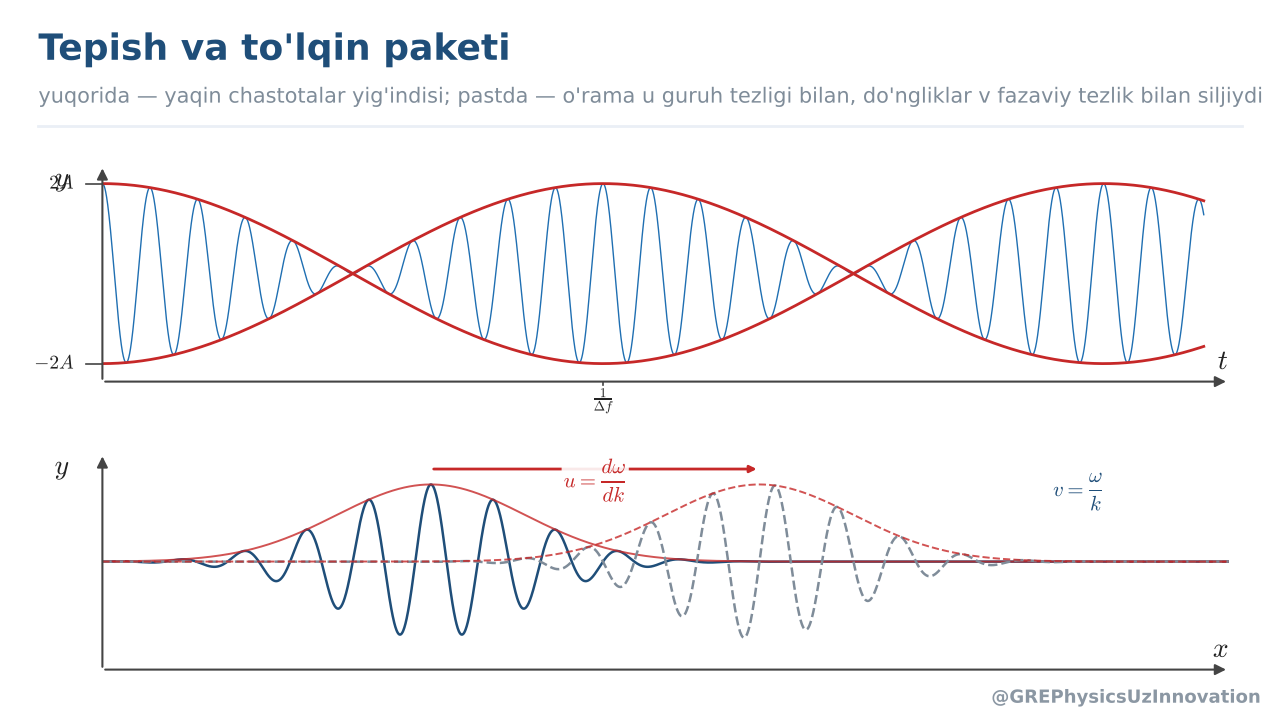 Tepish va to'lqin paketi
yuqorida — yaqin chastotalar yig'indisi; pastda — o'rama u guruh tezligi bilan, do'ngliklar v fazaviy tezlik bilan siljiydi
y
2A
−2A
t
1/Δf
y
u = dω/dk
v = ω/k
x
@GREPhysicsUzInnovation